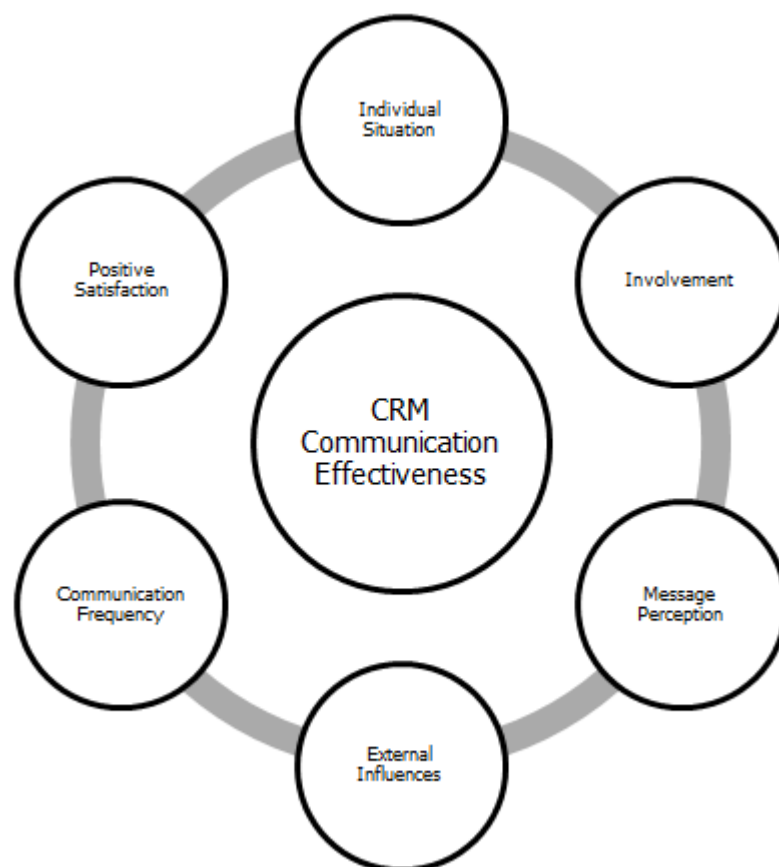 Individual
Situation
Positive
Satisfaction
Involvement
CRM
Communication
Effectiveness
Communication
Frequency
Message
Perception
External
Influences